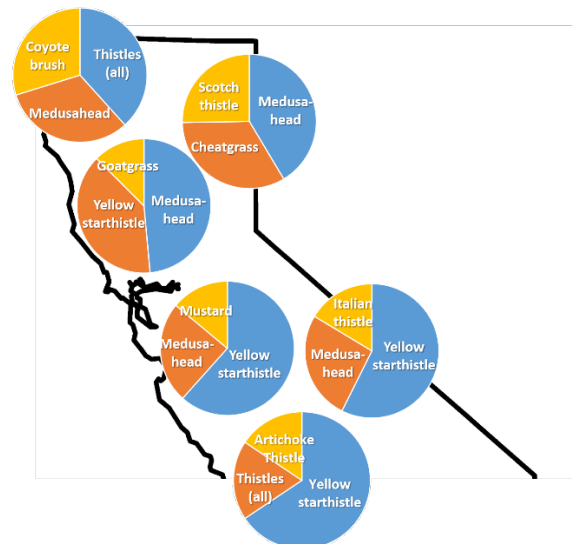 Coyote
brush
Thistles
(all)
Medusahead
Scotch
thistle
Medusa-
head
Cheatgrass
Goatgrass
Yellow
starthistle
Medusa-
head
Mustard
Medusa-
head
Yellow
starthistle
Italian
thistle
Medusa-
head
Yellow
starthistle
Artichoke
Thistle
Thistles
(all)
Yellow
starthistle